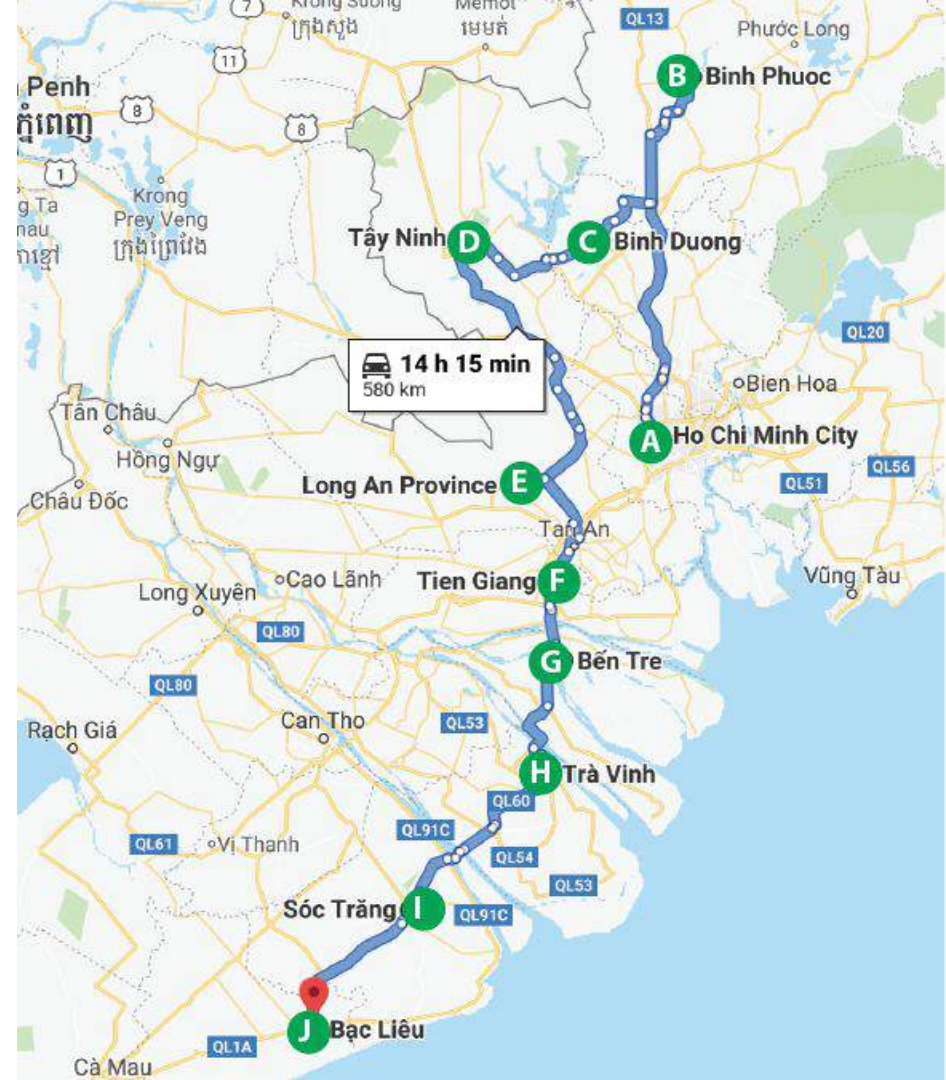 7
Krong Suong
ក្រុងសួង
Memot
មេមត់
QL13
Phước Long
11
B Binh Phuoc
Penh
ភ្នំពេញ
8
8
1
Krong
Prey Veng
ក្រុងព្រៃវែង
g Ta
mau
Tây Ninh D
C Binh Duong
QL20
14 h 15 min
580 km
Bien Hoa
Tân Châu
A Ho Chi Minh City
Hồng Ngự
QL56
Long An Province E
QL51
Châu Đốc
Tan An
Cao Lãnh
Tien Giang F
Vũng Tàu
Long Xuyên
QL80
G Bến Tre
QL80
Can Tho
QL53
Rạch Giá
H Trà Vinh
QL60
QL91C
QL61
Vị Thanh
QL54
QL53
Sóc Trăng I
QL91C
J Bạc Liêu
QL1A
Cà Mau